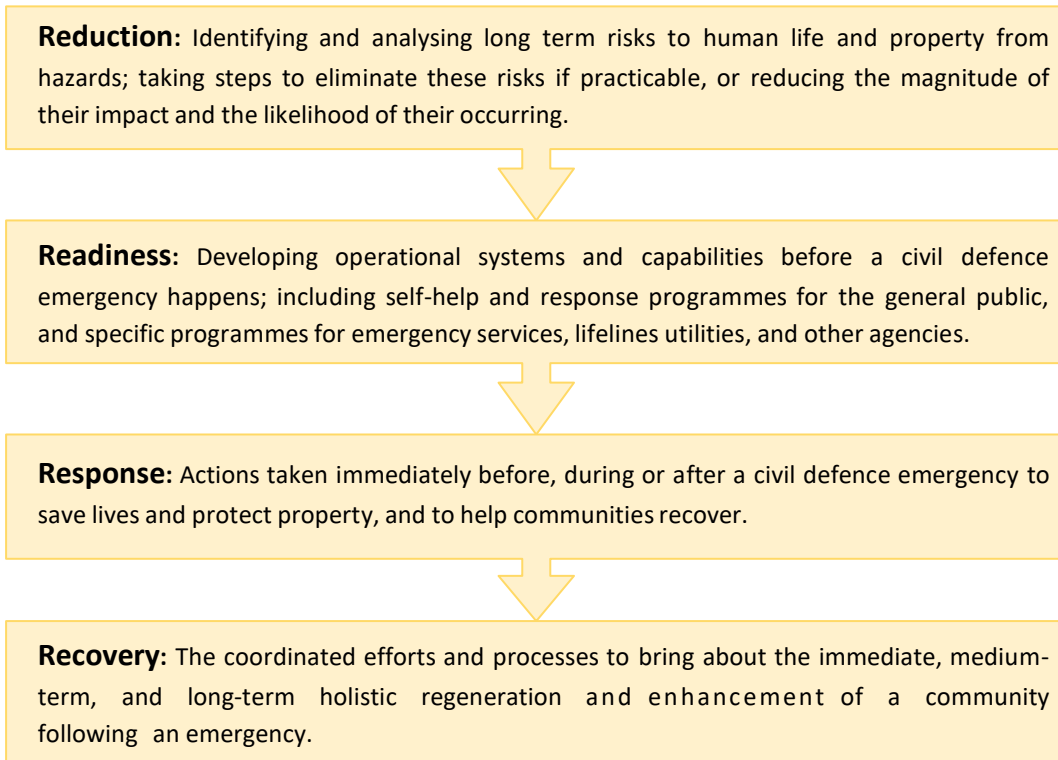 Reduction: Identifying and analysing long term risks to human life and property from
hazards; taking steps to eliminate these risks if practicable, or reducing the magnitude of
their impact and the likelihood of their occurring.
Readiness: Developing operational systems and capabilities before a civil defence
emergency happens; including self-help and response programmes for the general public,
and specific programmes for emergency services, lifelines utilities, and other agencies.
Response: Actions taken immediately before, during or after a civil defence emergency to
save lives and protect property, and to help communities recover.
Recovery: The coordinated efforts and processes to bring about the immediate, medium-
term, and long-term holistic regeneration and enhancement of a community
following an emergency.